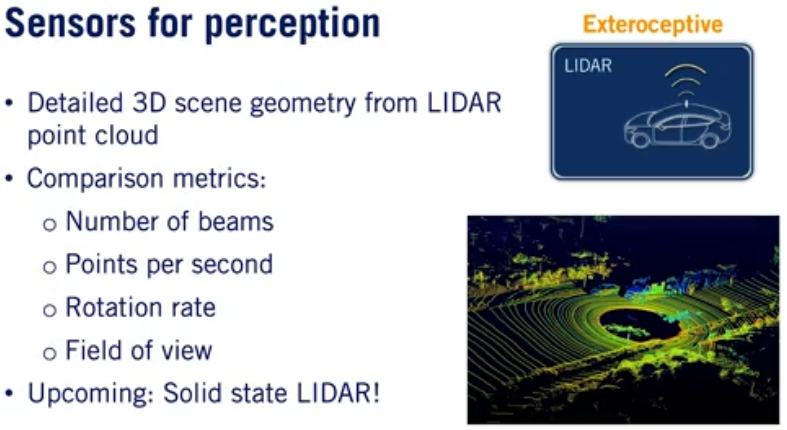 Sensors for perception
Exteroceptive
LIDAR
• Detailed 3D scene geometry from LIDAR
point cloud
• Comparison metrics:
o Number of beams
o Points per second
o Rotation rate
o Field of view
• Upcoming: Solid state LIDAR!